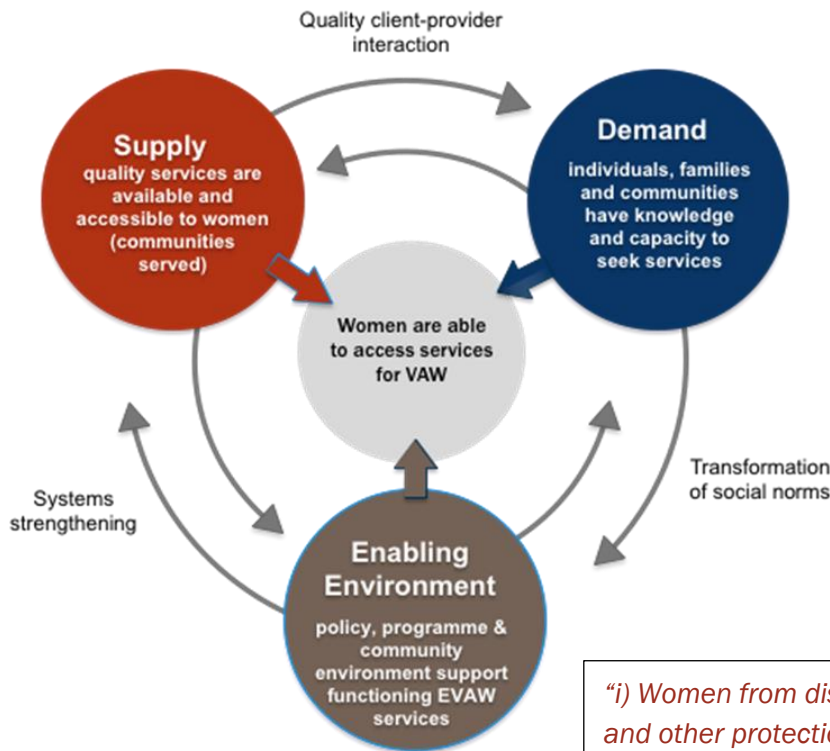 Quality client-provider
interaction
Supply
quality services are
available and
accessible to women
(communities
served)
Demand
individuals, families
and communities
have knowledge
and capacity to
seek services
Women are able
to access services
for VAW
Systems
strengthening
Transformation
of social norms
Enabling
Environment
policy, programme &
community
environment support
functioning EVAW
services
"i) Women from dis
and other protectio